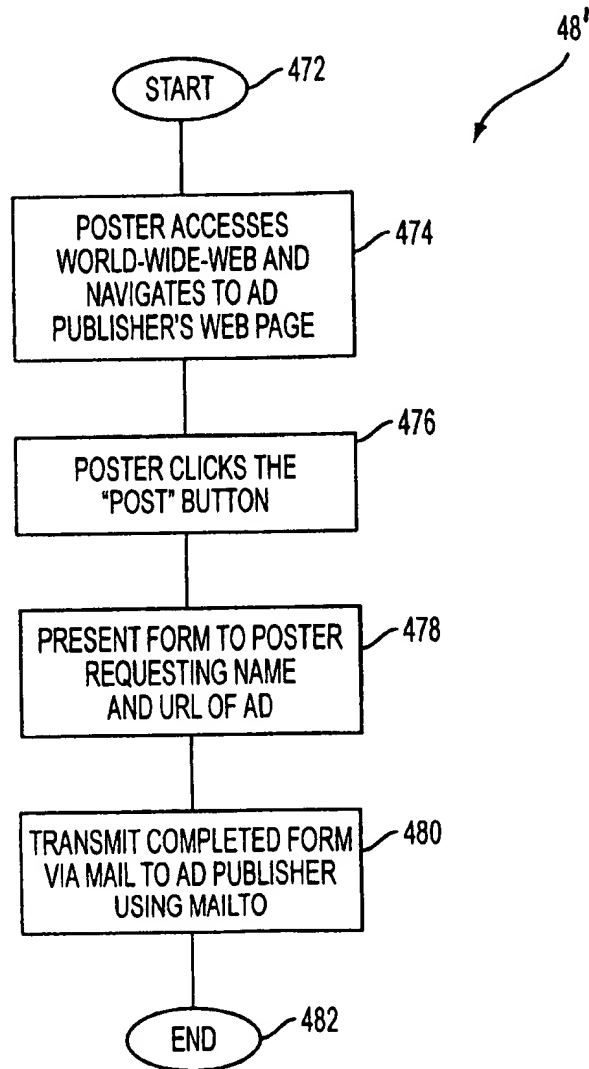 48'
START
472
POSTER ACCESSES
WORLD-WIDE-WEB AND
NAVIGATES TO AD
PUBLISHER'S WEB PAGE
474
476
POSTER CLICKS THE
"POST" BUTTON
PRESENT FORM TO POSTER
REQUESTING NAME
AND URL OF AD
478
TRANSMIT COMPLETED FORM
VIA MAIL TO AD PUBLISHER
USING MAILTO
480
END
482